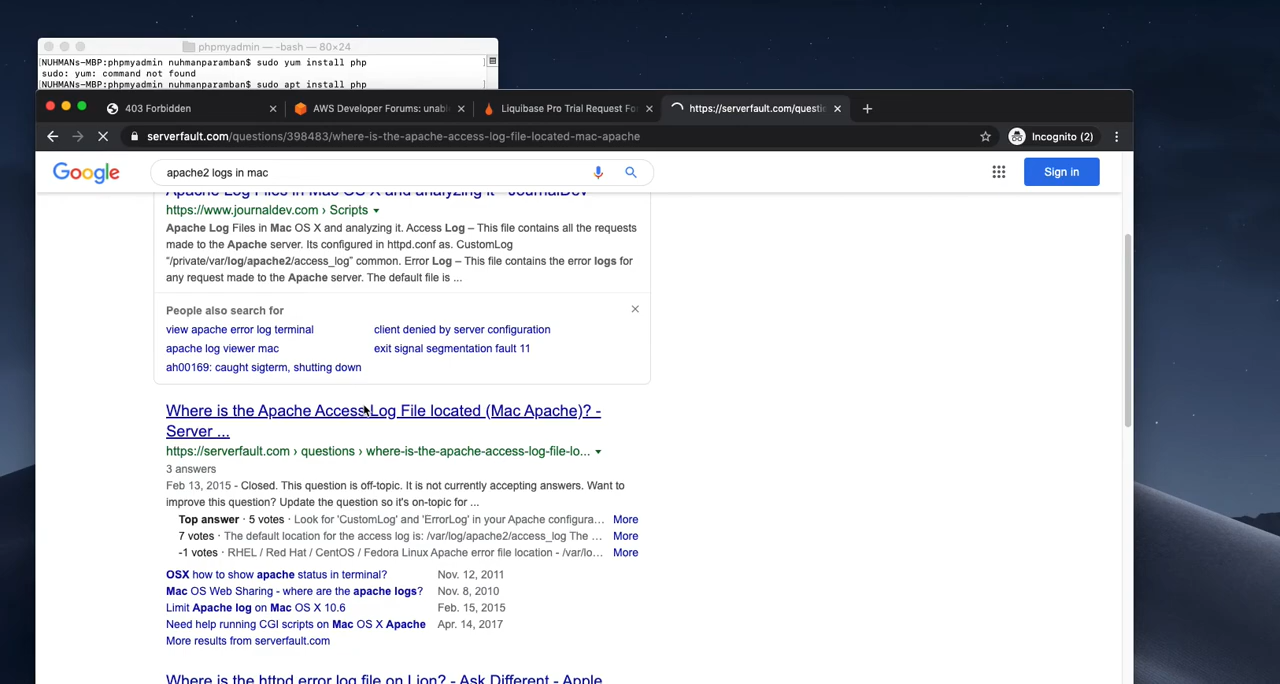 phpmyadmin — -bash — 80×24
[NUHMANs-MBP:phpmyadmin nuhmanparamban$ sudo yum install php ]
sudo: yum: command not found
[NUHMANs-MBP:phpmyadmin nuhmanparamban$ sudo apt install php ]
403 Forbidden
AWS Developer Forums: unabl
Liquibase Pro Trial Request For
https://serverfault.com/questio
serverfault.com/questions/398483/where-is-the-apache-access-log-file-located-mac-apache
Incognito (2)
Google
apache2 logs in mac
Sign in
Apache Log Files in Mac OS X and analyzing it - JournalDev
https://www.journaldev.com › Scripts
Apache Log Files in Mac OS X and analyzing it. Access Log – This file contains all the requests
made to the Apache server. Its configured in httpd.conf as. CustomLog
"/private/var/log/apache2/access_log" common. Error Log – This file contains the error logs for
any request made to the Apache server. The default file is ...
People also search for
view apache error log terminal
client denied by server configuration
apache log viewer mac
exit signal segmentation fault 11
ah00169: caught sigterm, shutting down
Where is the Apache Access Log File located (Mac Apache)? -
Server ...
https://serverfault.com › questions › where-is-the-apache-access-log-file-lo...
3 answers
Feb 13, 2015 - Closed. This question is off-topic. It is not currently accepting answers. Want to
improve this question? Update the question so it's on-topic for ...
Top answer · 5 votes · Look for 'CustomLog' and 'ErrorLog' in your Apache configura... More
7 votes · The default location for the access log is: /var/log/apache2/access_log The ... More
-1 votes · RHEL / Red Hat / CentOS / Fedora Linux Apache error file location - /var/lo... More
OSX how to show apache status in terminal? Nov. 12, 2011
Mac OS Web Sharing - where are the apache logs? Nov. 8, 2010
Limit Apache log on Mac OS X 10.6 Feb. 15, 2015
Need help running CGI scripts on Mac OS X Apache Apr. 14, 2017
More results from serverfault.com
Where is the httpd error log file on Lion? - Ask Different - Apple